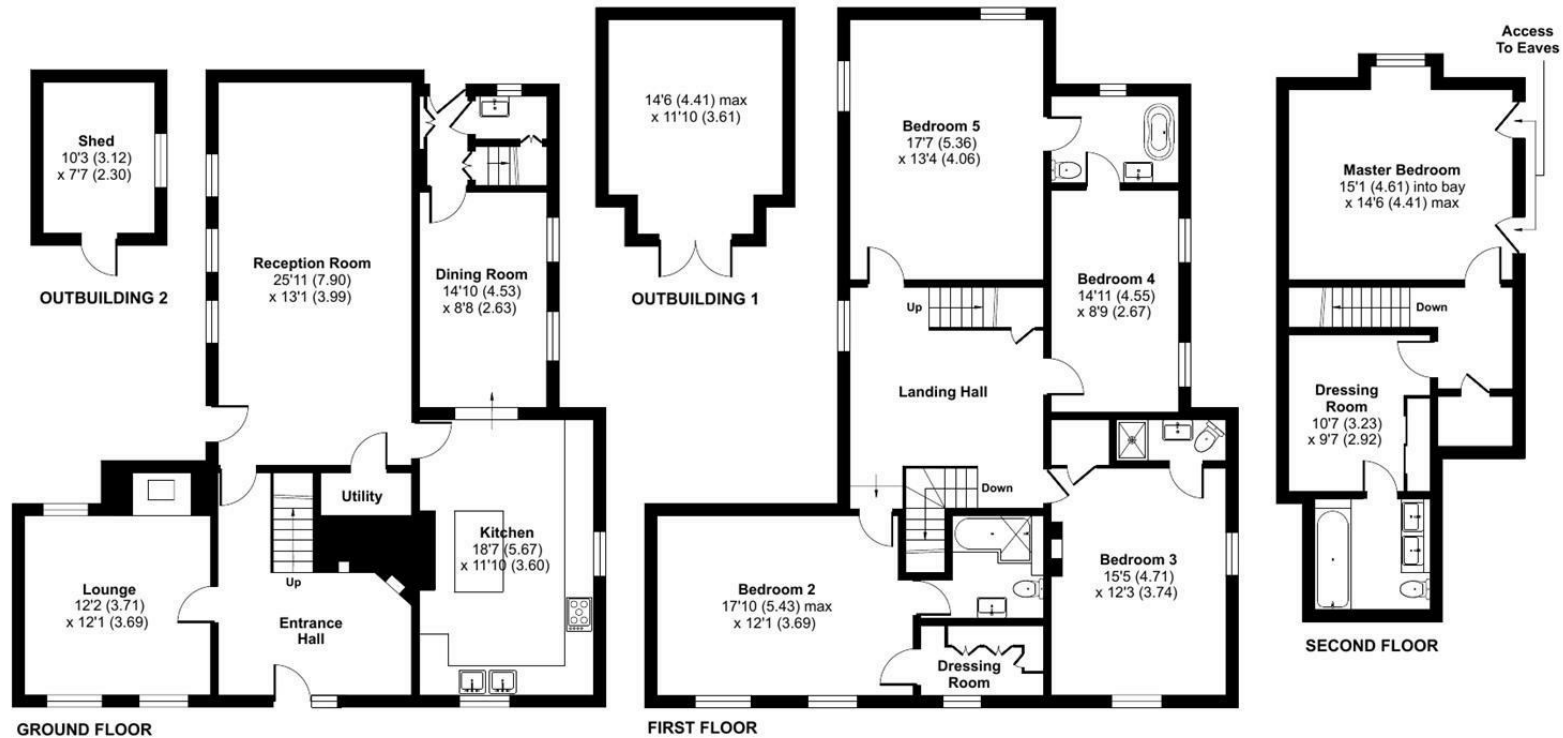 Shed
10'3 (3.12)
x 7'7 (2.30)
OUTBUILDING 2
Reception Room
25'11 (7.90)
x 13'1 (3.99)
Dining Room
14'10 (4.53)
x 8'8 (2.63)
Utility
Kitchen
18'7 (5.67)
x 11'10 (3.60)
Lounge
12'2 (3.71)
x 12'1 (3.69)
Up
Entrance
Hall
GROUND FLOOR
14'6 (4.41) max
x 11'10 (3.61)
OUTBUILDING 1
Bedroom 5
17'7 (5.36)
x 13'4 (4.06)
Bedroom 4
14'11 (4.55)
x 8'9 (2.67)
Up
Landing Hall
Down
Bedroom 2
17'10 (5.43) max
x 12'1 (3.69)
Bedroom 3
15'5 (4.71)
x 12'3 (3.74)
Dressing
Room
FIRST FLOOR
Access
To Eaves
Master Bedroom
15'1 (4.61) into bay
x 14'6 (4.41) max
Down
Dressing
Room
10'7 (3.23)
x 9'7 (2.92)
SECOND FLOOR